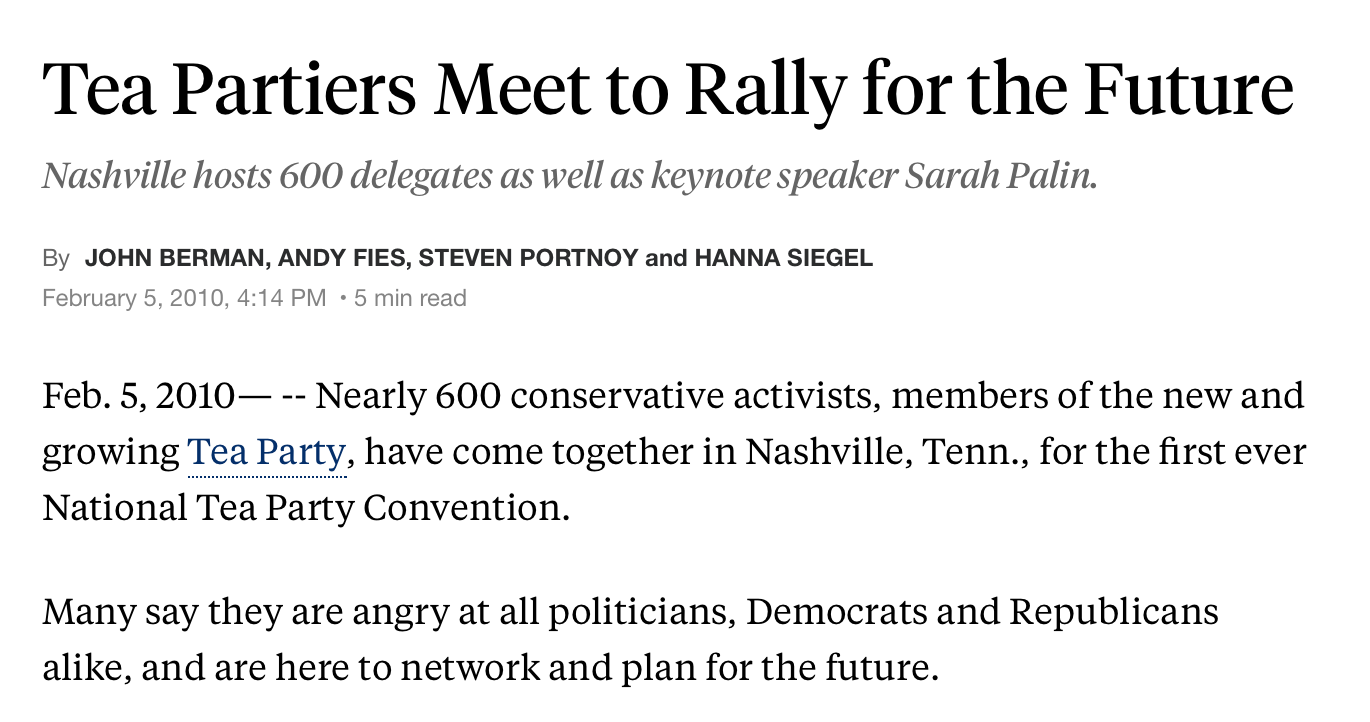 Tea Partiers Meet to Rally for the Future
Nashville hosts 600 delegates as well as keynote speaker Sarah Palin.
By JOHN BERMAN, ANDY FIES, STEVEN PORTNOY and HANNA SIEGEL
February 5, 2010, 4:14 PM • 5 min read
Feb. 5, 2010— -- Nearly 600 conservative activists, members of the new and
growing Tea Party, have come together in Nashville, Tenn., for the first ever
National Tea Party Convention.
Many say they are angry at all politicians, Democrats and Republicans
alike, and are here to network and plan for the future.